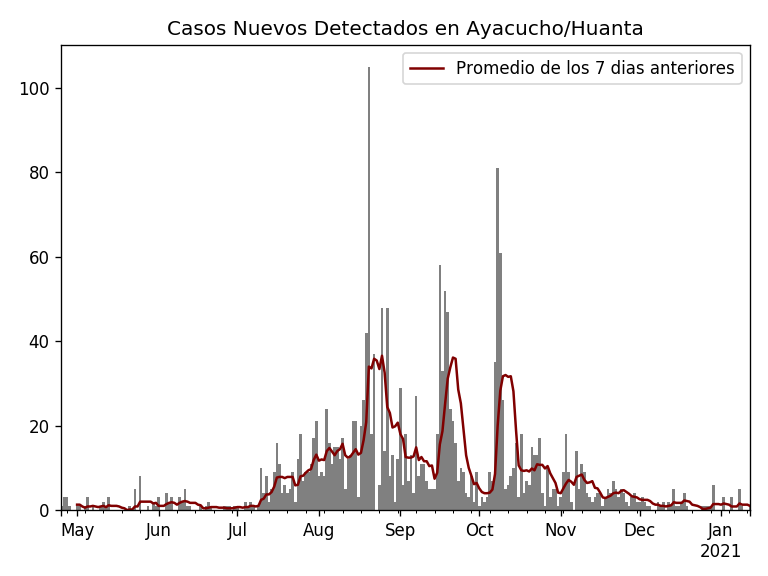 Casos Nuevos Detectados en Ayacucho/Huanta
Promedio de los 7 dias anteriores
100
80
60
40
20
0
May Jun Jul Aug Sep Oct Nov Dec Jan
2021